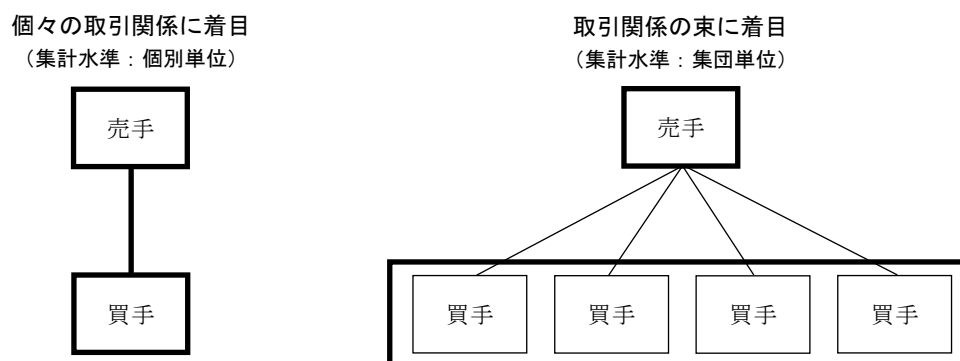 個々の取引関係に着目
（集計水準：個別単位）
売手
買手
取引関係の束に着目
（集計水準：集団単位）
売手
買手
買手
買手
買手